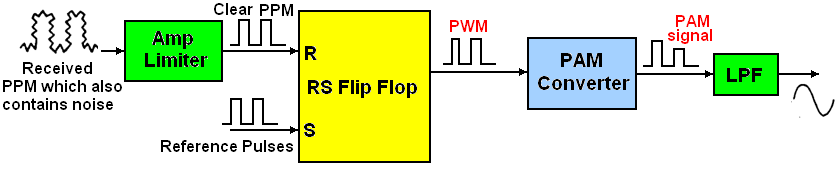 Received
PPM which also
contains noise
Amp
Limiter
Clear PPM
Reference Pulses
R
RS Flip Flop
S
PWM
PAM
Converter
PAM
signal
LPF